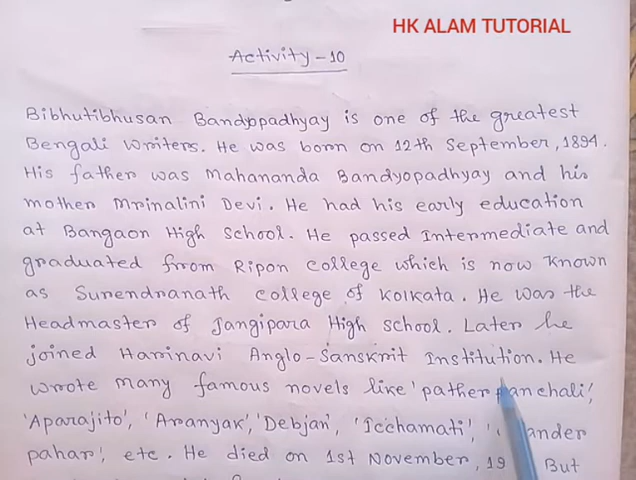 HK ALAM TUTORIAL
Activity - 10
Bibhutibhusan Bandyopadhyay is one of the greatest
Bengali writers. He was born on 12th September, 1894.
His father was Mahananda Bandyopadhyay and his
mother Mrinalini Devi. He had his early education
at Bangaon High School. He passed Intermediate and
graduated from Ripon College which is now known
as Surendranath College of Kolkata. He was the
Headmaster of Jangipara High School. Later he
joined Harinavi Anglo-Sanskrit Institution. He
wrote many famous novels like 'pather panchali',
'Aparajito', 'Aranyak', 'Debjan', 'Icchamati', ander
pahar', etc. He died on 1st November, 19 But